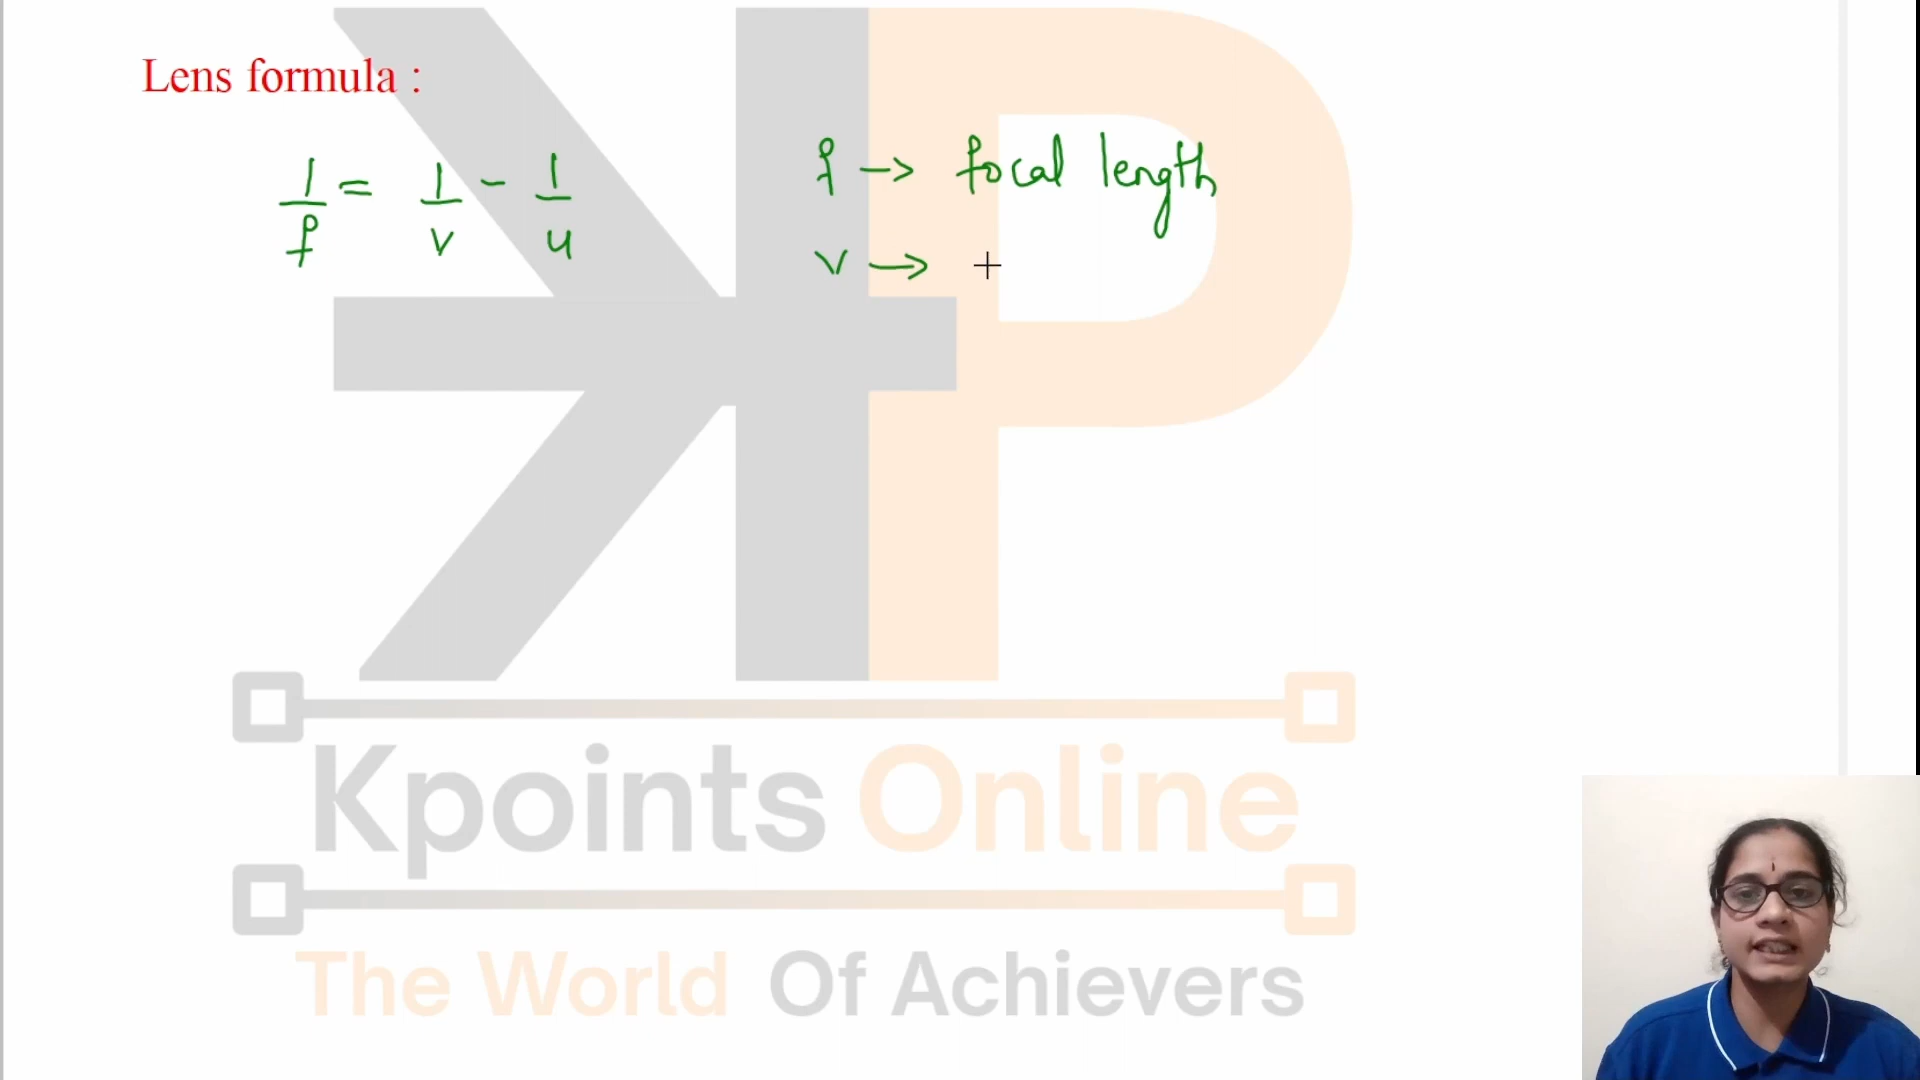 Lens formula :
1/f = 1/v - 1/u
f → focal length
v →
Kpoints Online
The World Of Achievers